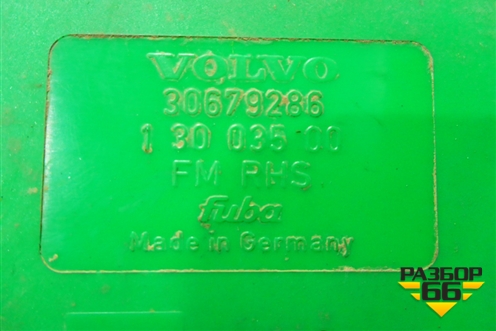 VOLVO
30679286
1 30 035 00
FM RHS
fuba
Made in Germany
РАЗБОР
66